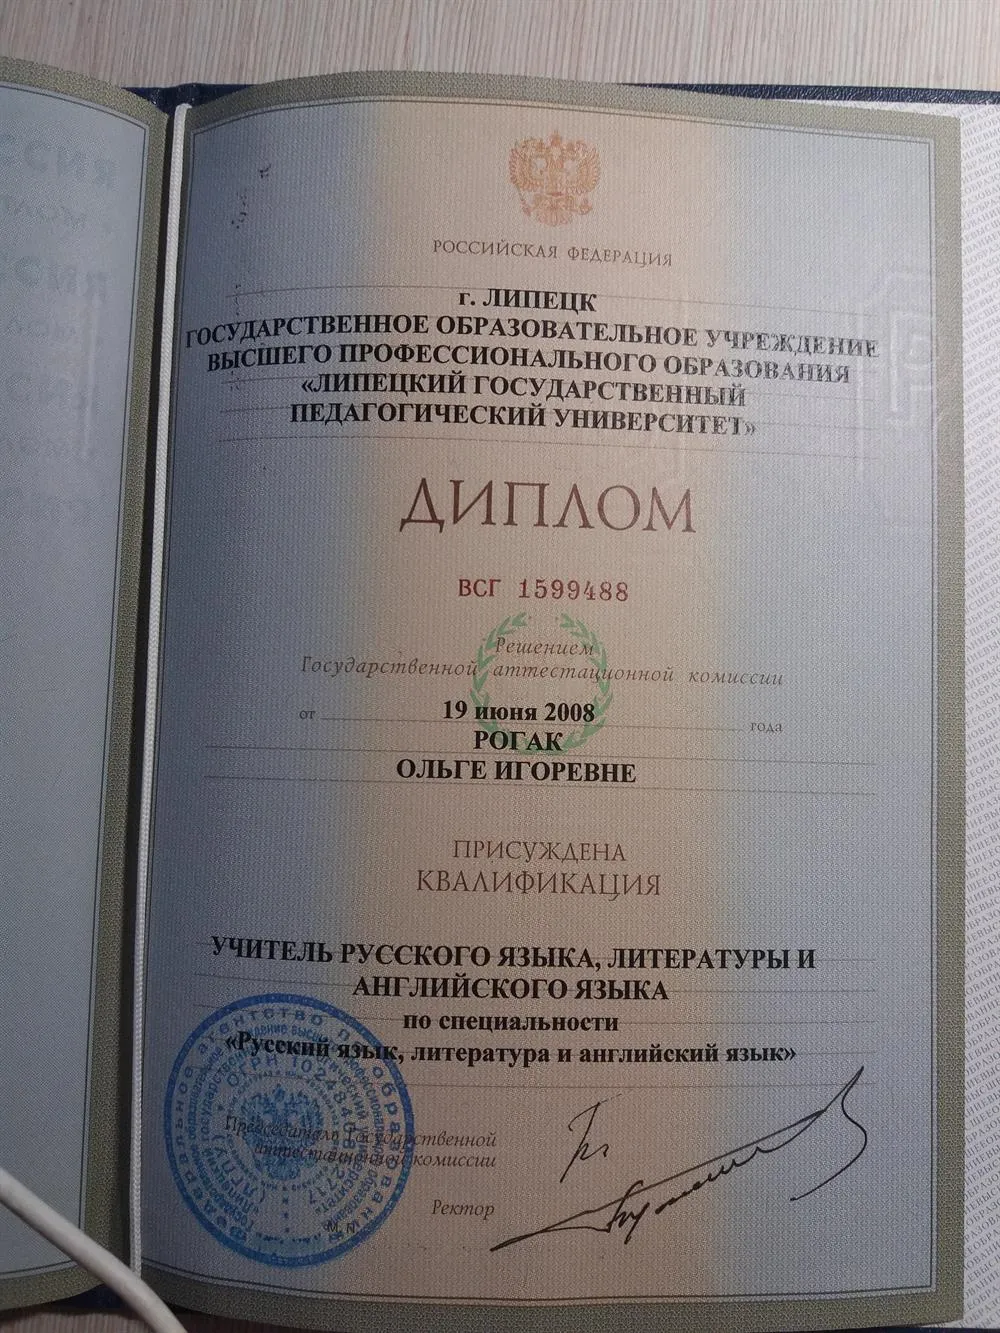 РОССИЙСКАЯ ФЕДЕРАЦИЯ
г. ЛИПЕЦК
ГОСУДАРСТВЕННОЕ ОБРАЗОВАТЕЛЬНОЕ УЧРЕЖДЕНИЕ
ВЫСШЕГО ПРОФЕССИОНАЛЬНОГО ОБРАЗОВАНИЯ
«ЛИПЕЦКИЙ ГОСУДАРСТВЕННЫЙ
ПЕДАГОГИЧЕСКИЙ УНИВЕРСИТЕТ»
ДИПЛОМ
ВСГ 1599488
Решением
Государственной аттестационной комиссии
от 19 июня 2008 года
РОГАК
ОЛЬГЕ ИГОРЕВНЕ
ПРИСУЖДЕНА
КВАЛИФИКАЦИЯ
УЧИТЕЛЬ РУССКОГО ЯЗЫКА, ЛИТЕРАТУРЫ И
АНГЛИЙСКОГО ЯЗЫКА
по специальности
«Русский язык, литература и английский язык»
Председатель Государственной
аттестационной комиссии
Ректор
М. П.